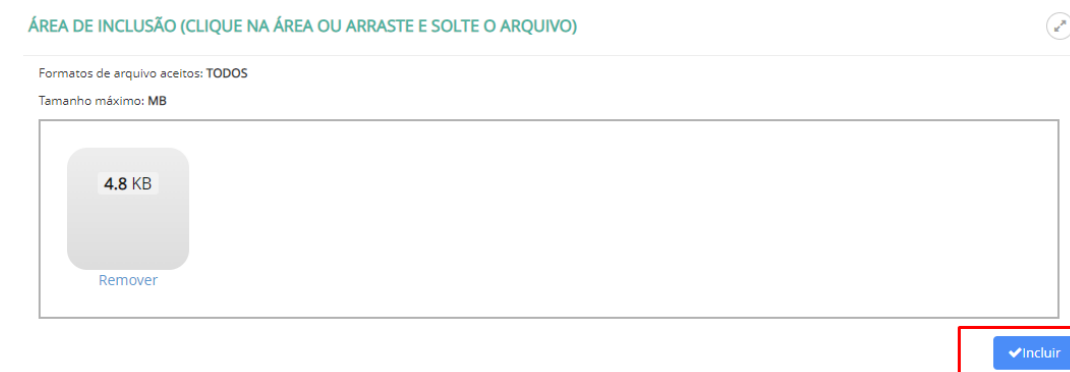 ÁREA DE INCLUSÃO (CLIQUE NA ÁREA OU ARRASTE E SOLTE O ARQUIVO)
Formatos de arquivo aceitos: TODOS
Tamanho máximo: MB
4.8 KB
Remover
Incluir